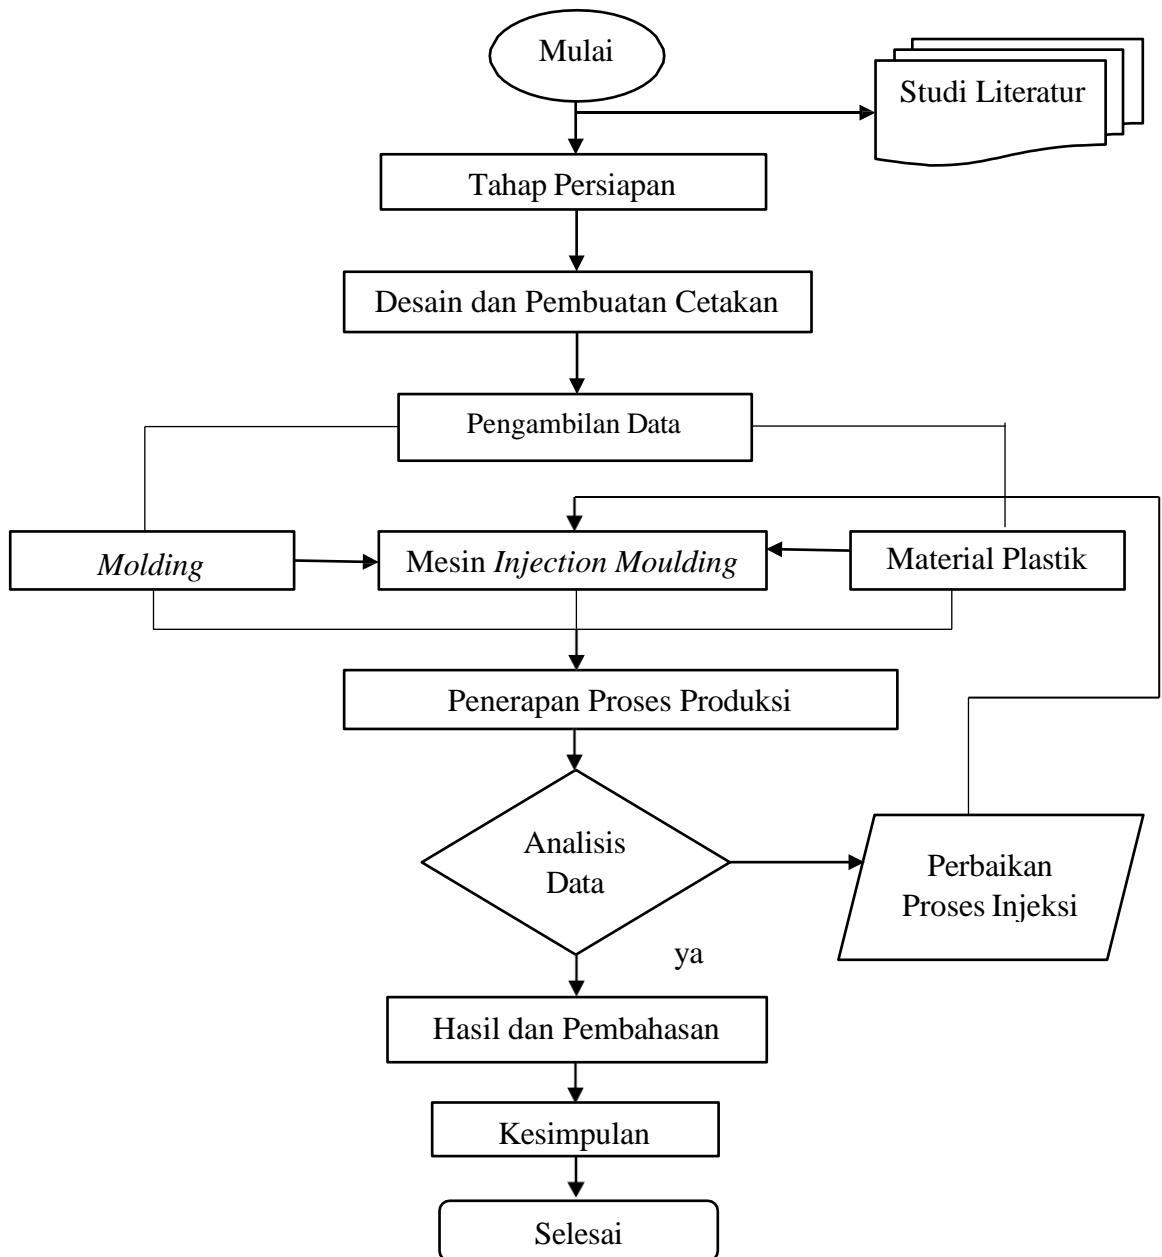 Mulai
Studi Literatur
Tahap Persiapan
Desain dan Pembuatan Cetakan
Pengambilan Data
Molding
Mesin Injection Moulding
Material Plastik
Penerapan Proses Produksi
Analisis
Data
Perbaikan
Proses Injeksi
ya
Hasil dan Pembahasan
Kesimpulan
Selesai